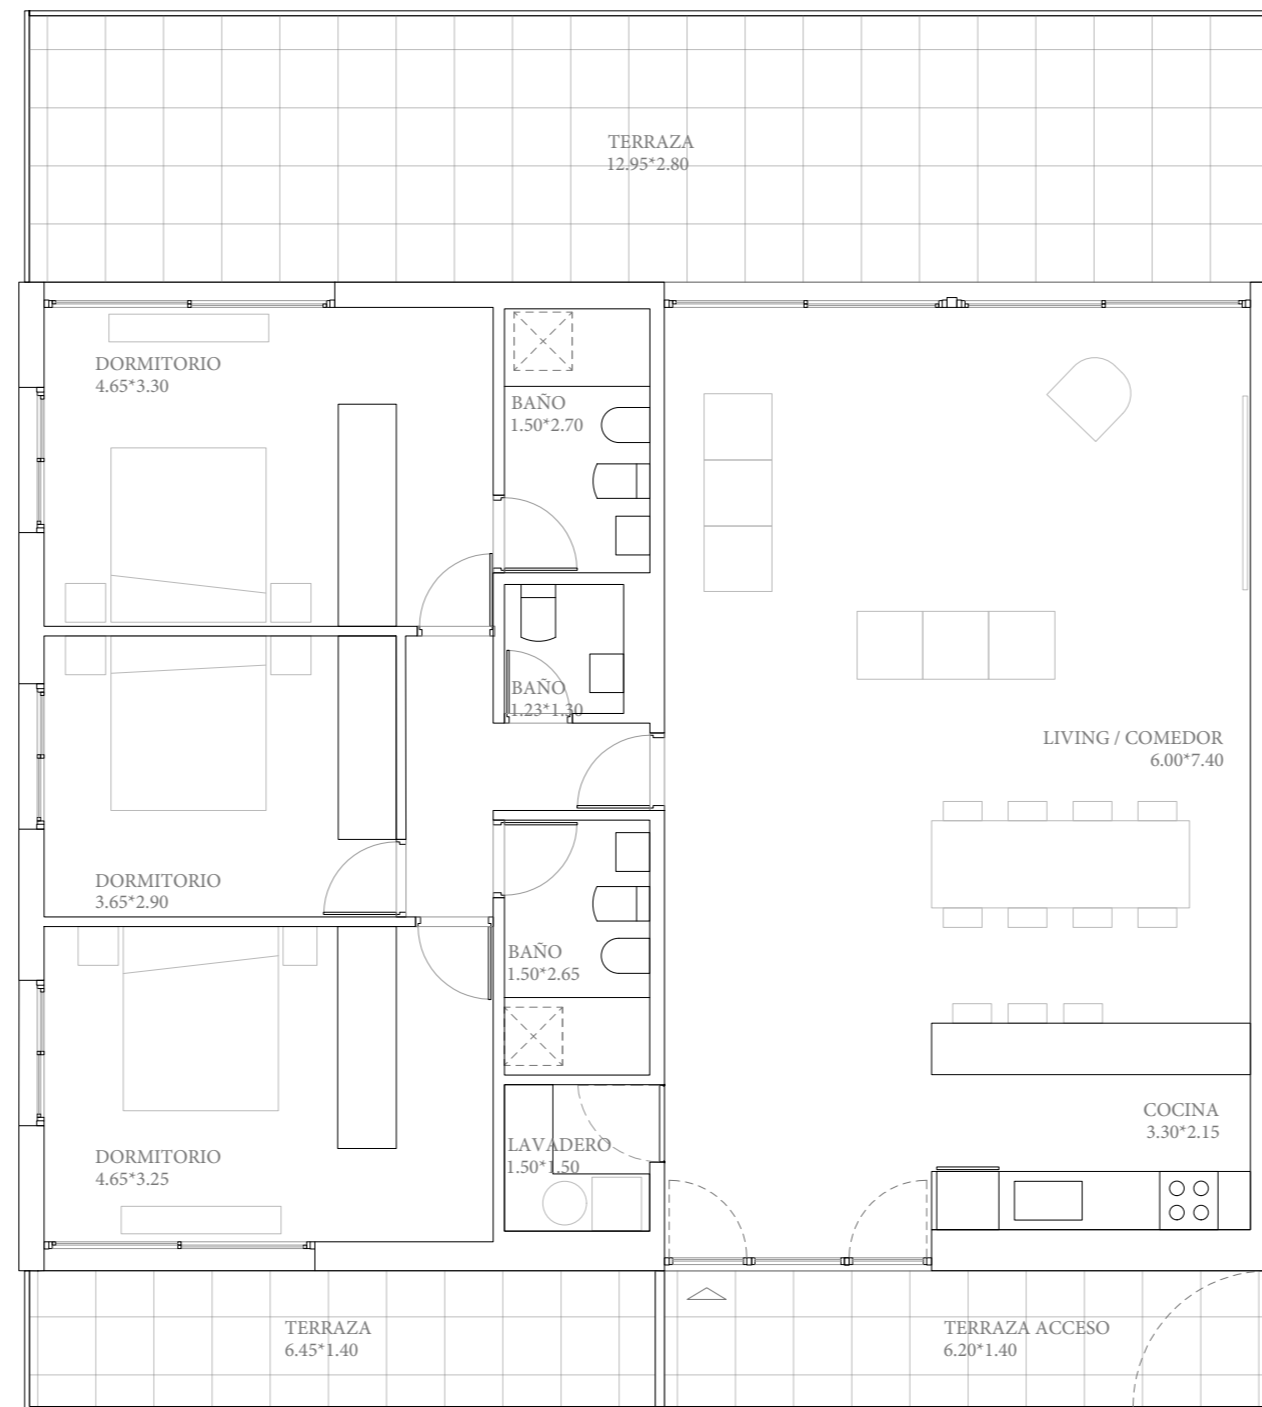 TERRAZA
12.95*2.80
DORMITORIO
4.65*3.30
BAÑO
1.50*2.70
BAÑO
1.23*1.30
LIVING / COMEDOR
6.00*7.40
DORMITORIO
3.65*2.90
BAÑO
1.50*2.65
COCINA
3.30*2.15
LAVADERO
1.50*1.50
DORMITORIO
4.65*3.25
TERRAZA
6.45*1.40
TERRAZA ACCESO
6.20*1.40